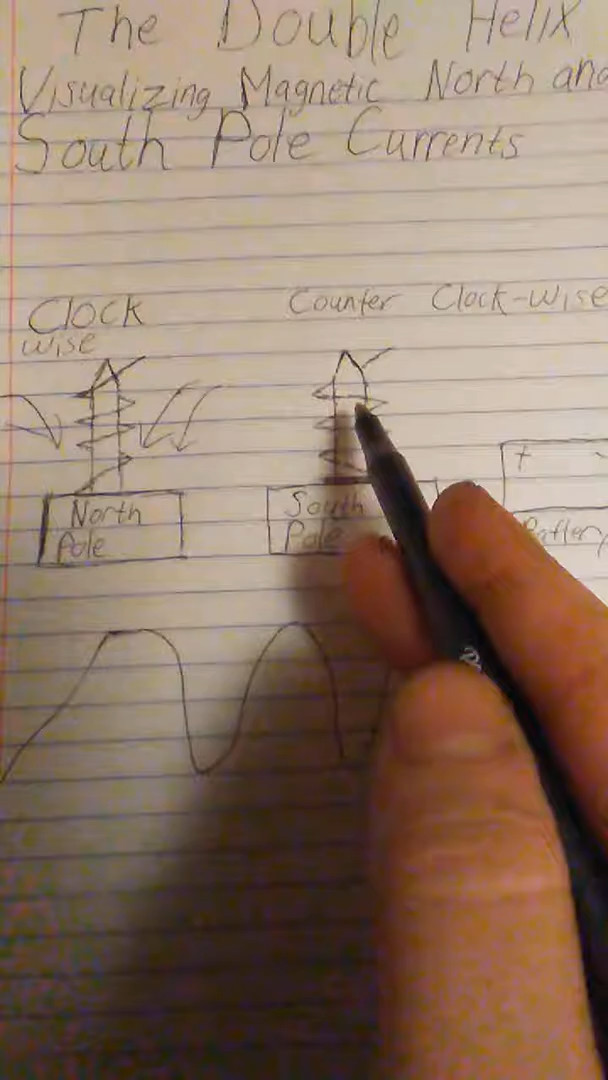 The Double Helix
Visualizing Magnetic North and
South Pole Currents
Clock
wise
Counter Clock-wise
North
Pole
South
Pole
+ -
Battery